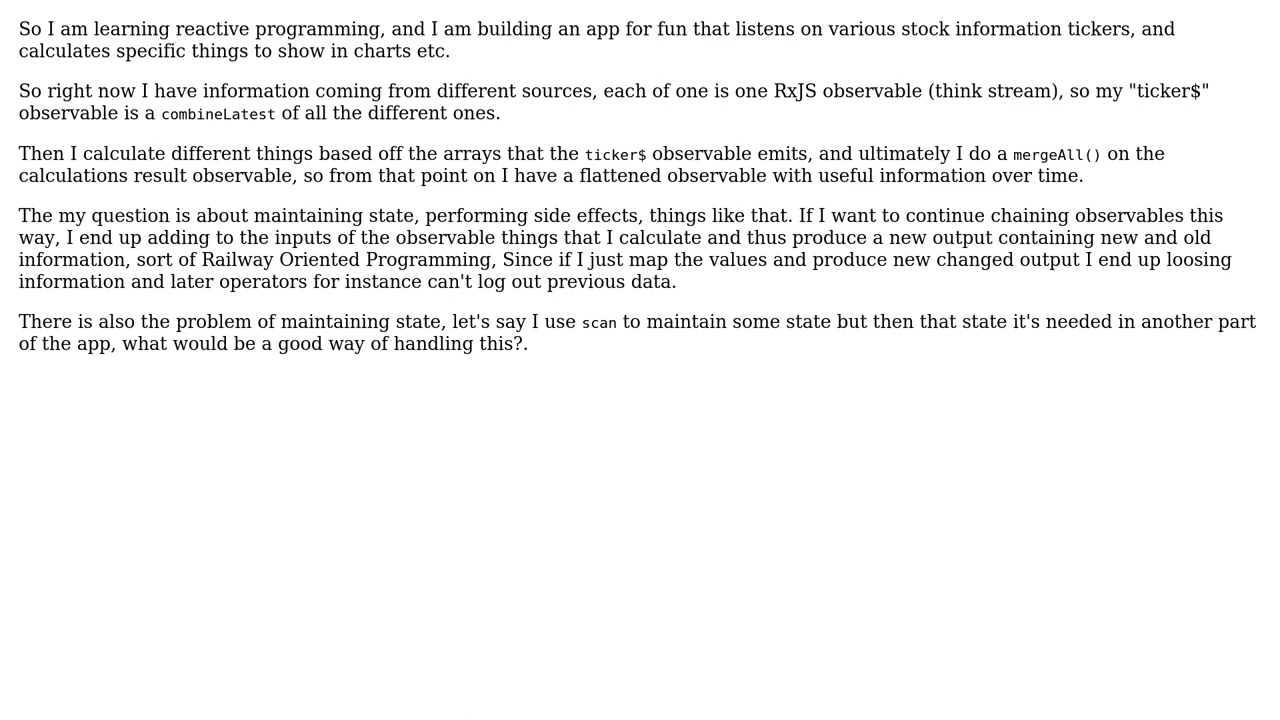 So I am learning reactive programming, and I am building an app for fun that listens on various stock information tickers, and
calculates specific things to show in charts etc.
So right now I have information coming from different sources, each of one is one RxJS observable (think stream), so my "ticker$"
observable is a combineLatest of all the different ones.
Then I calculate different things based off the arrays that the ticker$ observable emits, and ultimately I do a mergeAll() on the
calculations result observable, so from that point on I have a flattened observable with useful information over time.
The my question is about maintaining state, performing side effects, things like that. If I want to continue chaining observables this
way, I end up adding to the inputs of the observable things that I calculate and thus produce a new output containing new and old
information, sort of Railway Oriented Programming, Since if I just map the values and produce new changed output I end up loosing
information and later operators for instance can't log out previous data.
There is also the problem of maintaining state, let's say I use scan to maintain some state but then that state it's needed in another part
of the app, what would be a good way of handling this?.